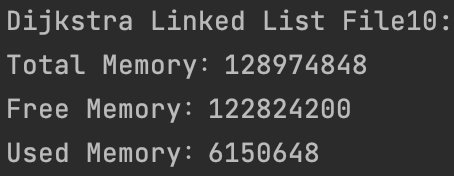 Dijkstra Linked List File10:
Total Memory: 128974848
Free Memory: 122824200
Used Memory: 6150648